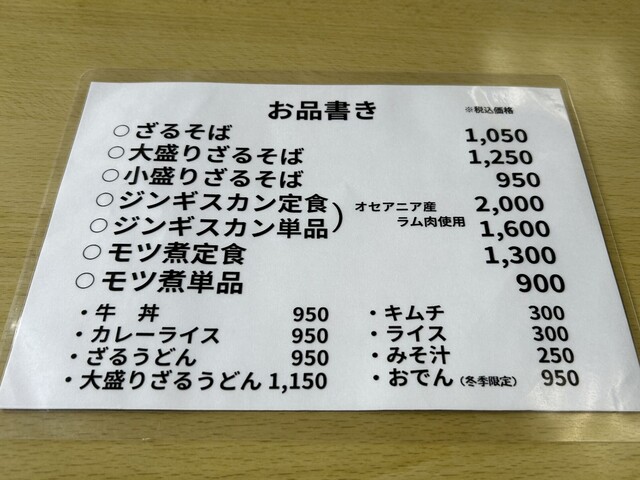 お品書き ※税込価格
○ざるそば 1,050
○大盛りざるそば 1,250
○小盛りざるそば 950
○ジンギスカン定食 2,000
○ジンギスカン単品 1,600
) オセアニア産
ラム肉使用
○モツ煮定食 1,300
○モツ煮単品 900
・牛 丼 950
・カレーライス 950
・ざるうどん 950
・大盛りざるうどん 1,150
・キムチ 300
・ライス 300
・みそ汁 250
・おでん(冬季限定) 950